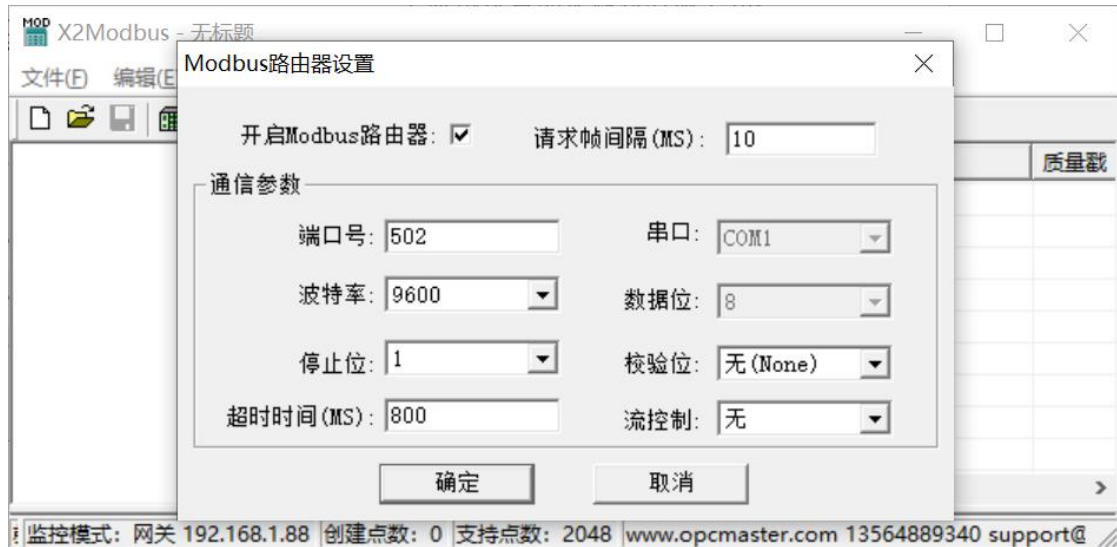 MOD
X2Modbus - 无标题
文件(F) 编辑(E
Modbus路由器设置
开启Modbus路由器: 请求帧间隔(MS): 10
质量戳
通信参数
端口号: 502 串口: COM1
波特率: 9600 数据位: 8
停止位: 1 校验位: 无(None)
超时时间(MS): 800 流控制: 无
确定 取消
监控模式: 网关 192.168.1.88 创建点数: 0 支持点数: 2048 www.opcmaster.com 13564889340 support@